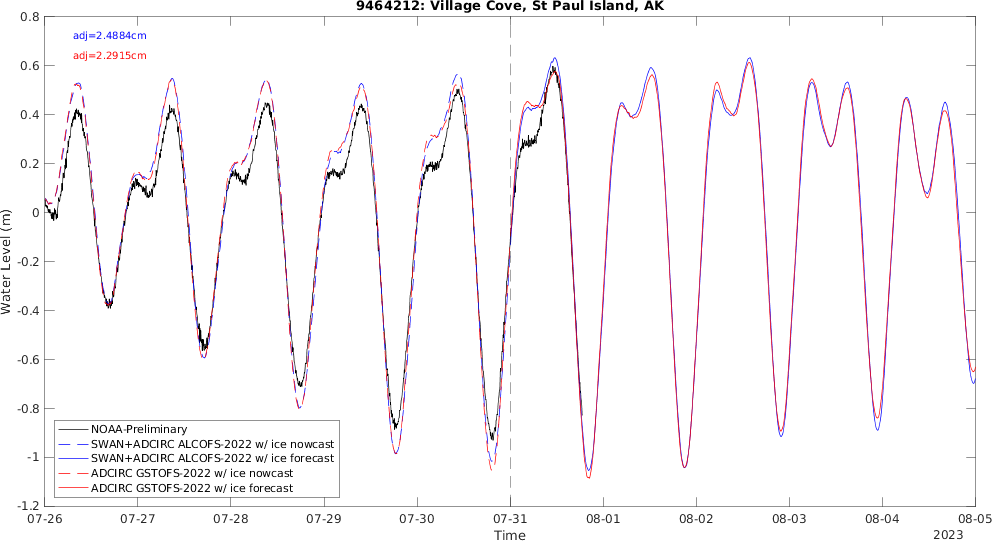 9464212: Village Cove, St Paul Island, AK
adj=2.4884cm
adj=2.2915cm
0.8
0.6
0.4
0.2
0
-0.2
-0.4
-0.6
-0.8
-1
-1.2
Water Level (m)
NOAA-Preliminary
SWAN+ADCIRC ALCOFS-2022 w/ ice nowcast
SWAN+ADCIRC ALCOFS-2022 w/ ice forecast
ADCIRC GSTOFS-2022 w/ ice nowcast
ADCIRC GSTOFS-2022 w/ ice forecast
07-26 07-27 07-28 07-29 07-30 07-31 08-01 08-02 08-03 08-04 08-05
Time
2023